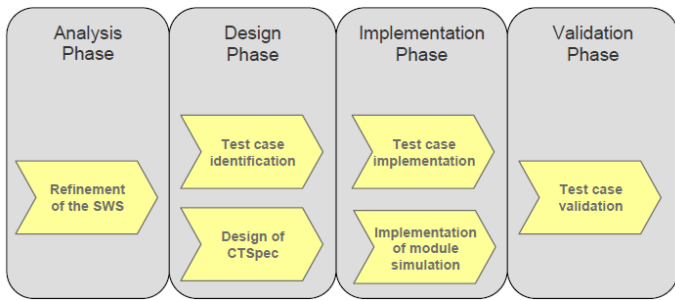 Analysis
Phase
Refinement
of the SWS
Design
Phase
Test case
identification
Design of
CTSpec
Implementation
Phase
Test case
implementation
Implementation
of module
simulation
Validation
Phase
Test case
validation